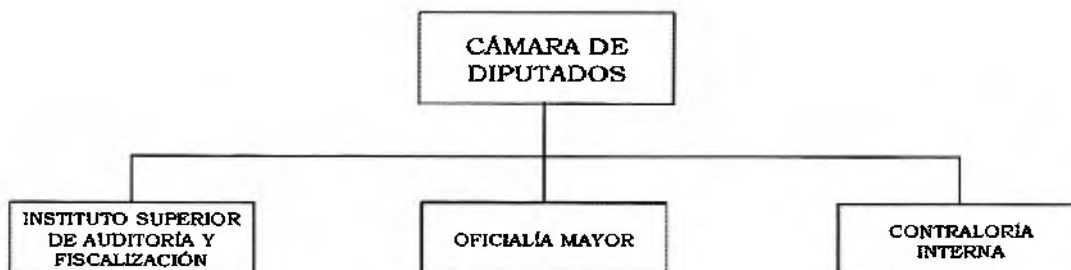 CÁMARA DE
DIPUTADOS
INSTITUTO SUPERIOR
DE AUDITORÍA Y
FISCALIZACIÓN
OFICIALÍA MAYOR
CONTRALORÍA
INTERNA